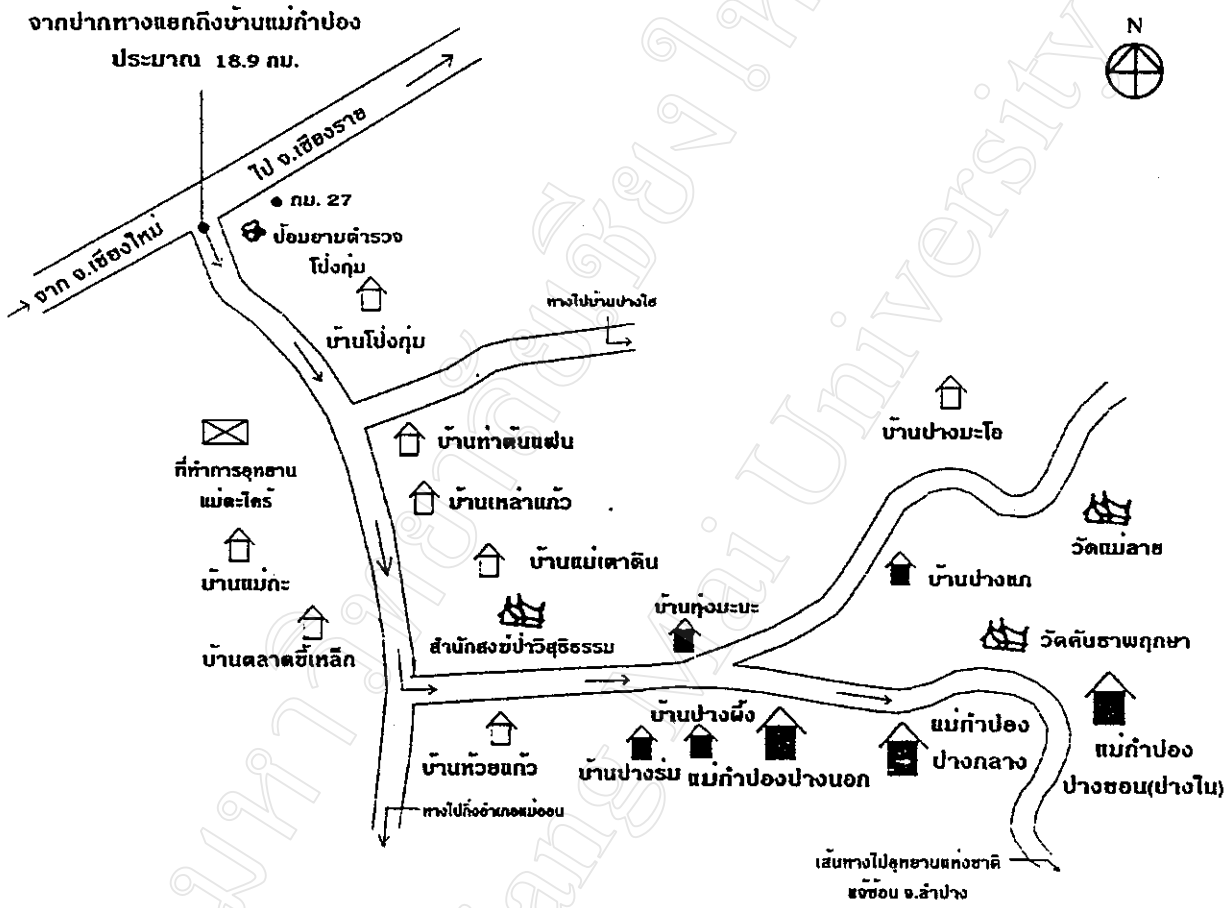 จากปากทางแยกถึงบ้านแม่กำปอง
ประมาณ 18.9 กม.
N
ไป จ.เชียงราย
จาก จ.เชียงใหม่
กม. 27
ป้อมยามตำรวจ
โป่งกุ่ม
บ้านโป่งกุ่ม
ทางไปบ้านปางไฮ
บ้านปางมะโอ
บ้านท่าต้นแฝน
ที่ทำการอุทยาน
แม่ตะไคร้
บ้านเหล่าแก้ว
วัดแม่ลาย
บ้านแม่กะ
บ้านแม่เตาดิน
บ้านปางแก
บ้านทุ่งมะนะ
บ้านตลาดขี้เหล็ก
สำนักสงฆ์ป่าวิสุธิธรรม
วัดคันธาพฤกษา
บ้านปางผึ้ง
บ้านห้วยแก้ว
บ้านปางร่ม
แม่กำปองปางนอก
แม่กำปอง
ปางกลาง
แม่กำปอง
ปางขอน(ปางใน)
ทางไปกิ่งอำเภอแม่ออน
เส้นทางไปอุทยานแห่งชาติ
แจ้ซ้อน จ.ลำปาง
Chiang Mai University